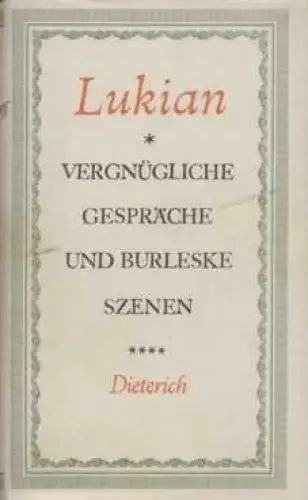 Lukian
*
VERGNÜGLICHE
GESPRÄCHE
UND BURLESKE
SZENEN
****
Dieterich